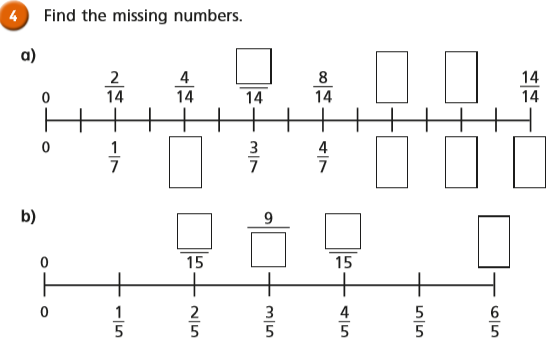 4 Find the missing numbers.
a)
0 2/14 4/14 /14 8/14 14/14
0 1/7 3/7 4/7
b)
0 /15 9/ /15
0 1/5 2/5 3/5 4/5 5/5 6/5